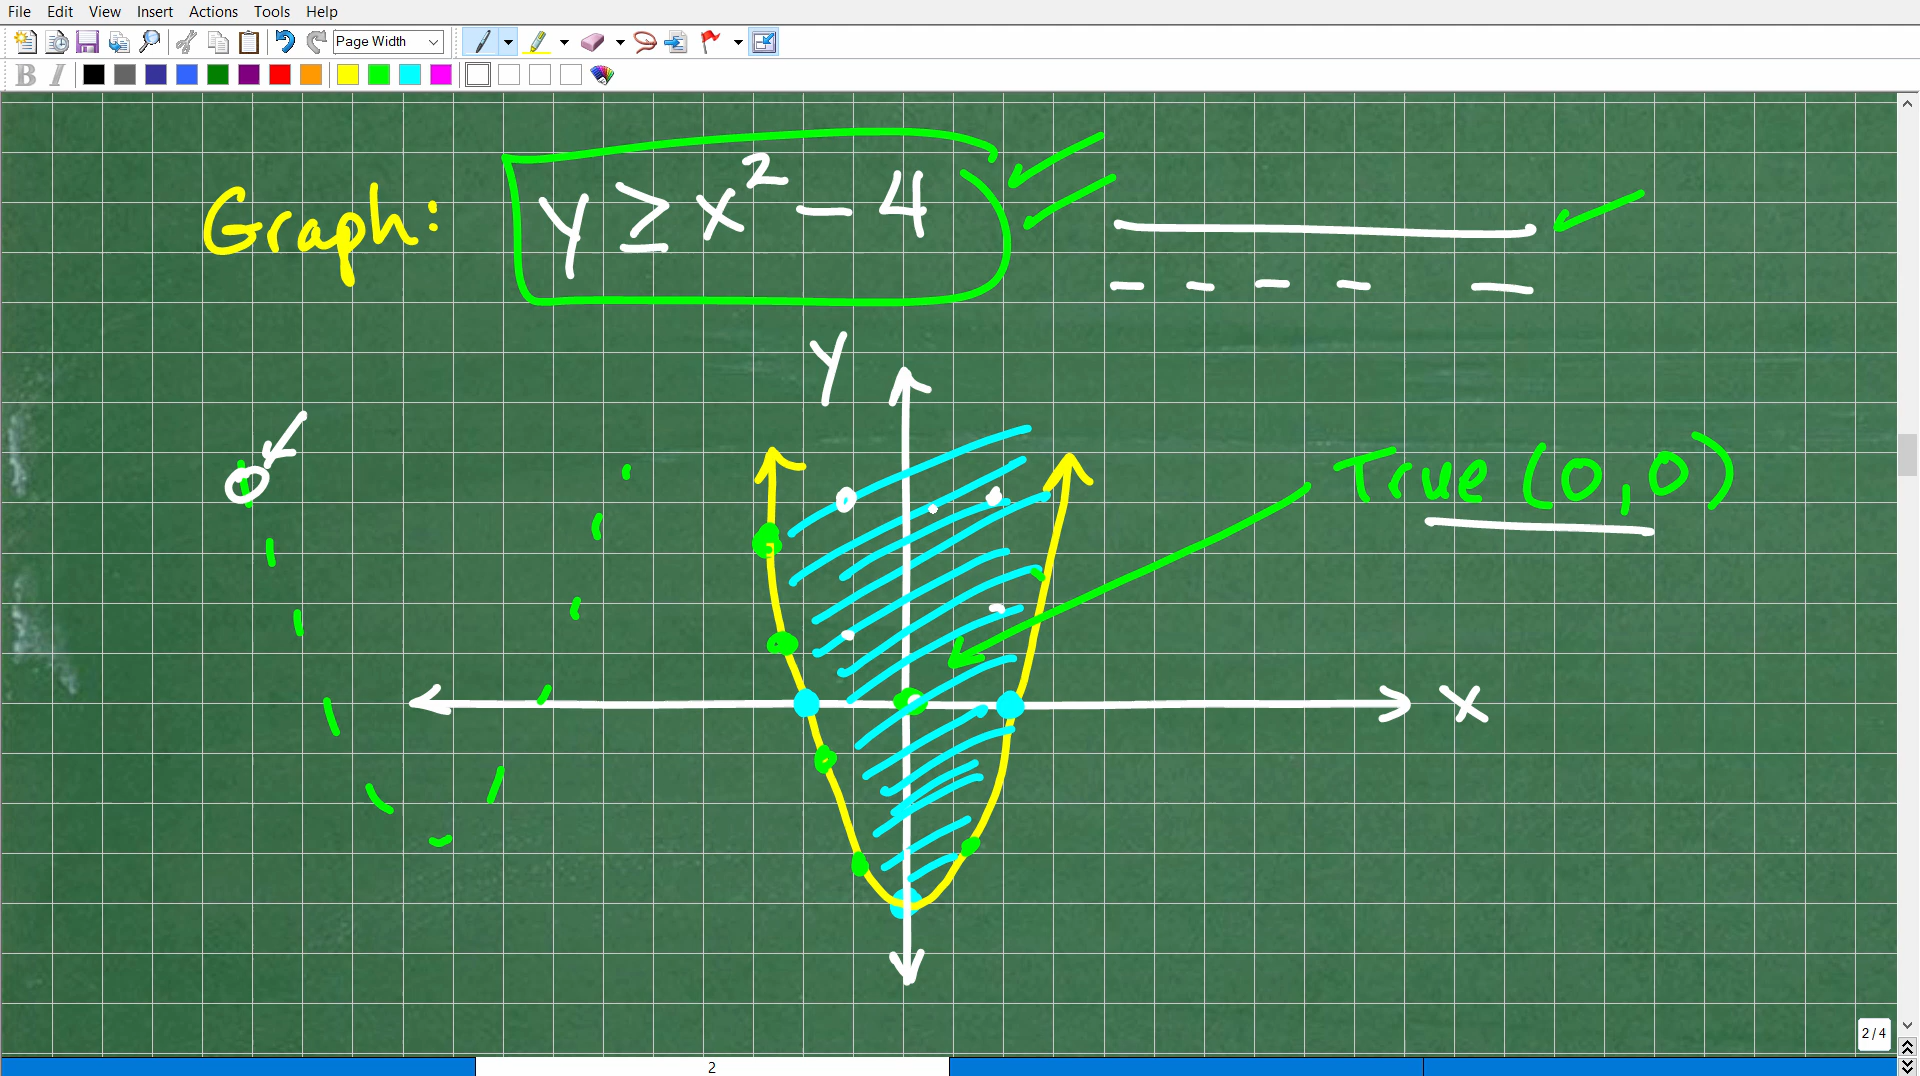 File Edit View Insert Actions Tools Help
Page Width
B I
Graph: y ≥ x² − 4
y
True (0,0)
x
2 / 4
2